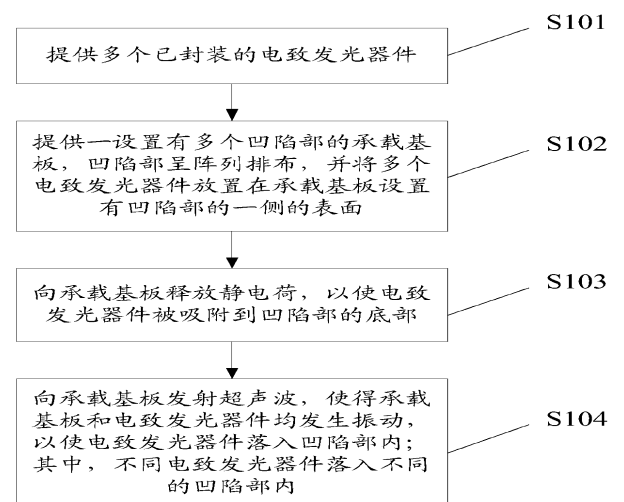 S101
提供多个已封装的电致发光器件
S102
提供一设置有多个凹陷部的承载基
板，凹陷部呈阵列排布，并将多个
电致发光器件放置在承载基板设置
有凹陷部的一侧的表面
S103
向承载基板释放静电荷，以使电致
发光器件被吸附到凹陷部的底部
S104
向承载基板发射超声波，使得承载
基板和电致发光器件均发生振动，
以使电致发光器件落入凹陷部内；
其中，不同电致发光器件落入不同
的凹陷部内